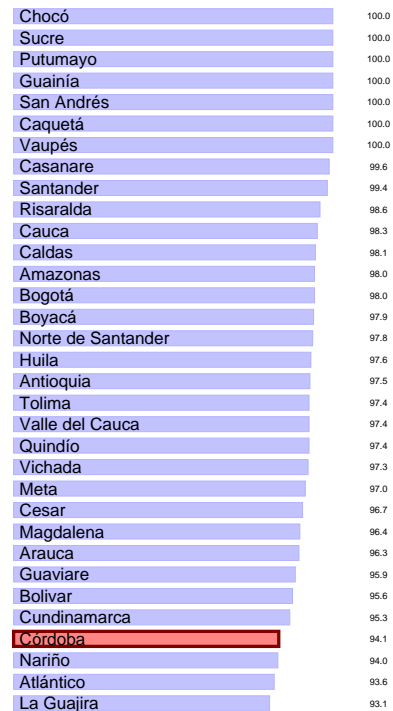 Chocó 100.0
Sucre 100.0
Putumayo 100.0
Guainía 100.0
San Andrés 100.0
Caquetá 100.0
Vaupés 100.0
Casanare 99.6
Santander 99.4
Risaralda 98.6
Cauca 98.3
Caldas 98.1
Amazonas 98.0
Bogotá 98.0
Boyacá 97.9
Norte de Santander 97.8
Huila 97.6
Antioquia 97.5
Tolima 97.4
Valle del Cauca 97.4
Quindío 97.4
Vichada 97.3
Meta 97.0
Cesar 96.7
Magdalena 96.4
Arauca 96.3
Guaviare 95.9
Bolivar 95.6
Cundinamarca 95.3
Córdoba 94.1
Nariño 94.0
Atlántico 93.6
La Guajira 93.1